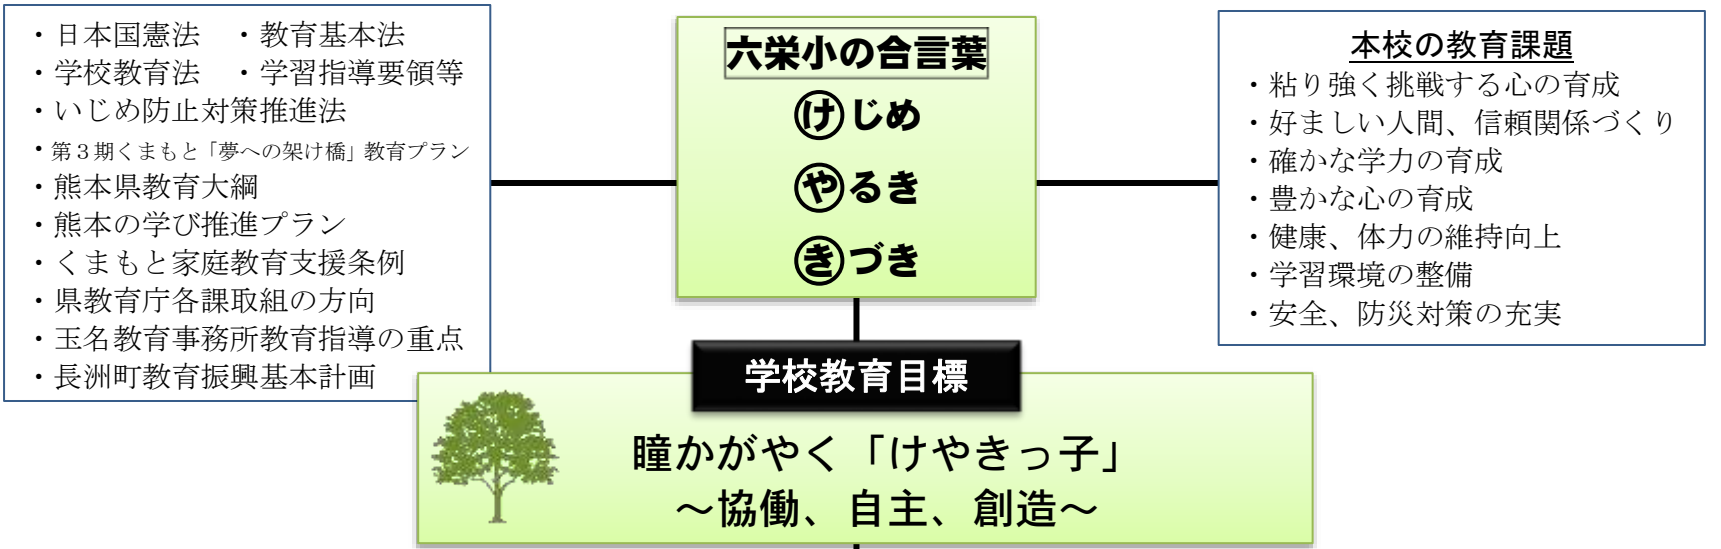 ・日本国憲法　・教育基本法
・学校教育法　・学習指導要領等
・いじめ防止対策推進法
・第３期くまもと「夢への架け橋」教育プラン
・熊本県教育大綱
・熊本の学び推進プラン
・くまもと家庭教育支援条例
・県教育庁各課取組の方向
・玉名教育事務所教育指導の重点
・長洲町教育振興基本計画
六栄小の合言葉
けじめ
やるき
きづき
本校の教育課題
・粘り強く挑戦する心の育成
・好ましい人間、信頼関係づくり
・確かな学力の育成
・豊かな心の育成
・健康、体力の維持向上
・学習環境の整備
・安全、防災対策の充実
学校教育目標
瞳かがやく「けやきっ子」
～協働、自主、創造～